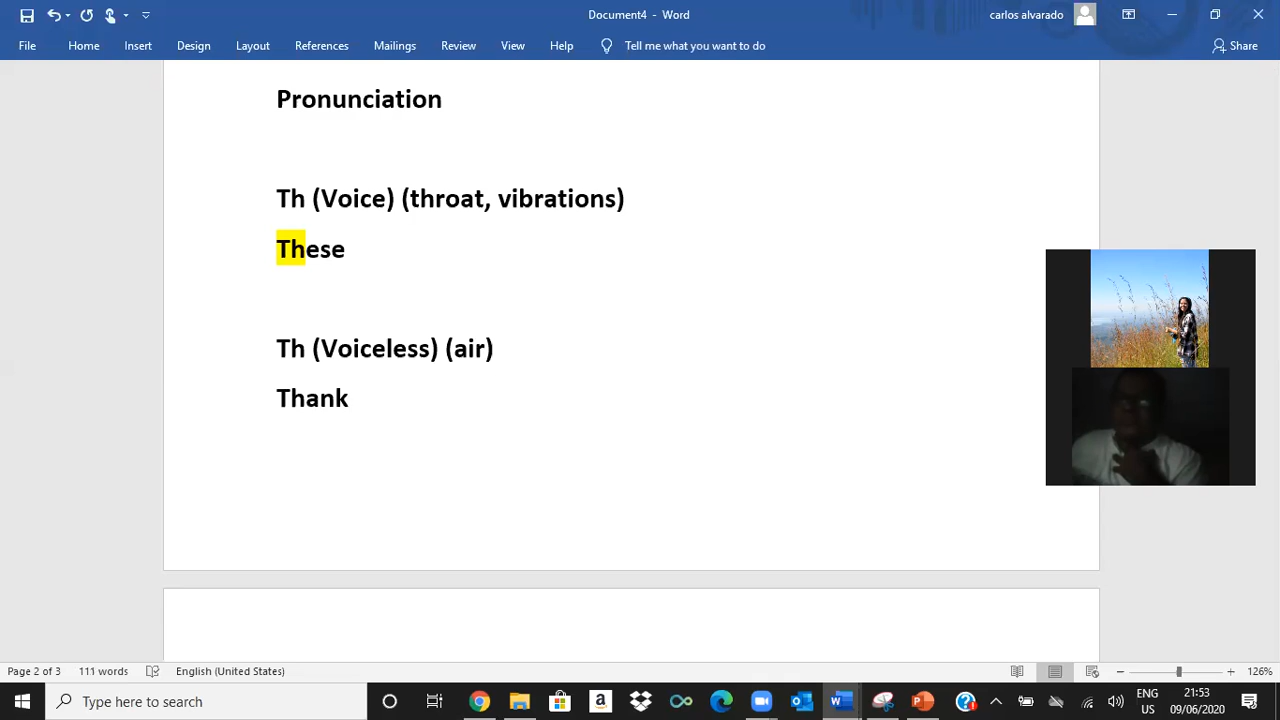 Document4 - Word
carlos alvarado
File Home Insert Design Layout References Mailings Review View Help Tell me what you want to do Share
Pronunciation
Th (Voice) (throat, vibrations)
These
Th (Voiceless) (air)
Thank
Page 2 of 3 111 words English (United States) 126%
Type here to search
ENG
US
21:53
09/06/2020